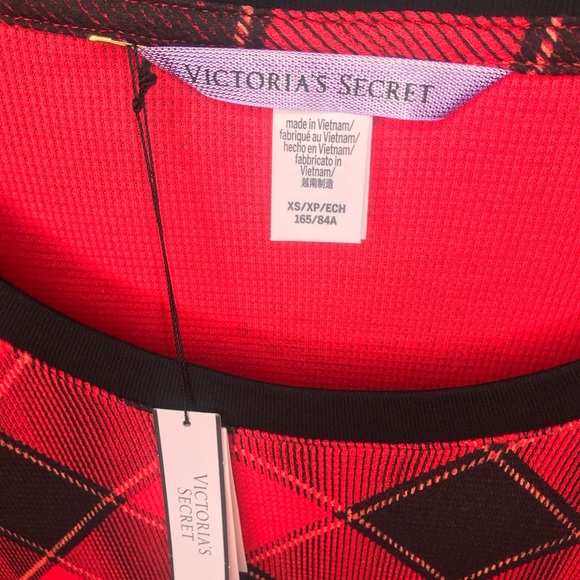 VICTORIA'S SECRET
made in Vietnam/
fabriqué au Vietnam/
hecho en Vietnam/
fabbricato in
Vietnam/
越南制造
XS/XP/ECH
165/84A
VICTORIA'S
SECRET